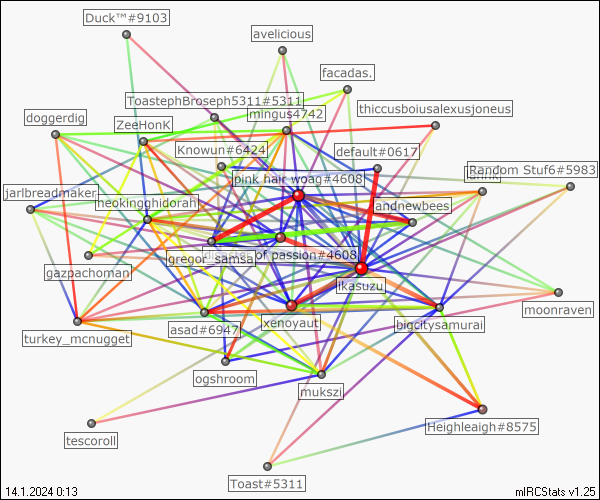 Duck™#9103
avelicious
facadas.
ToastephBroseph5311#5311
mingus4742
thiccusboiusalexusjoneus
doggerdig
ZeeHonK
Knowun#6424
default#0617
pink hair woag#4608
Random Stuf6#5983
jarlbreadmaker
heokingghidorah
andnewbees
gregor_samsa
of passion#4608
gazpachoman
ikasuzu
moonraven
xenoyaut
bigcitysamurai
asad#6947
turkey_mcnugget
ogshroom
mukszi
Heighleaigh#8575
tescoroll
Toast#5311
14.1.2024 0:13
mIRCStats v1.25